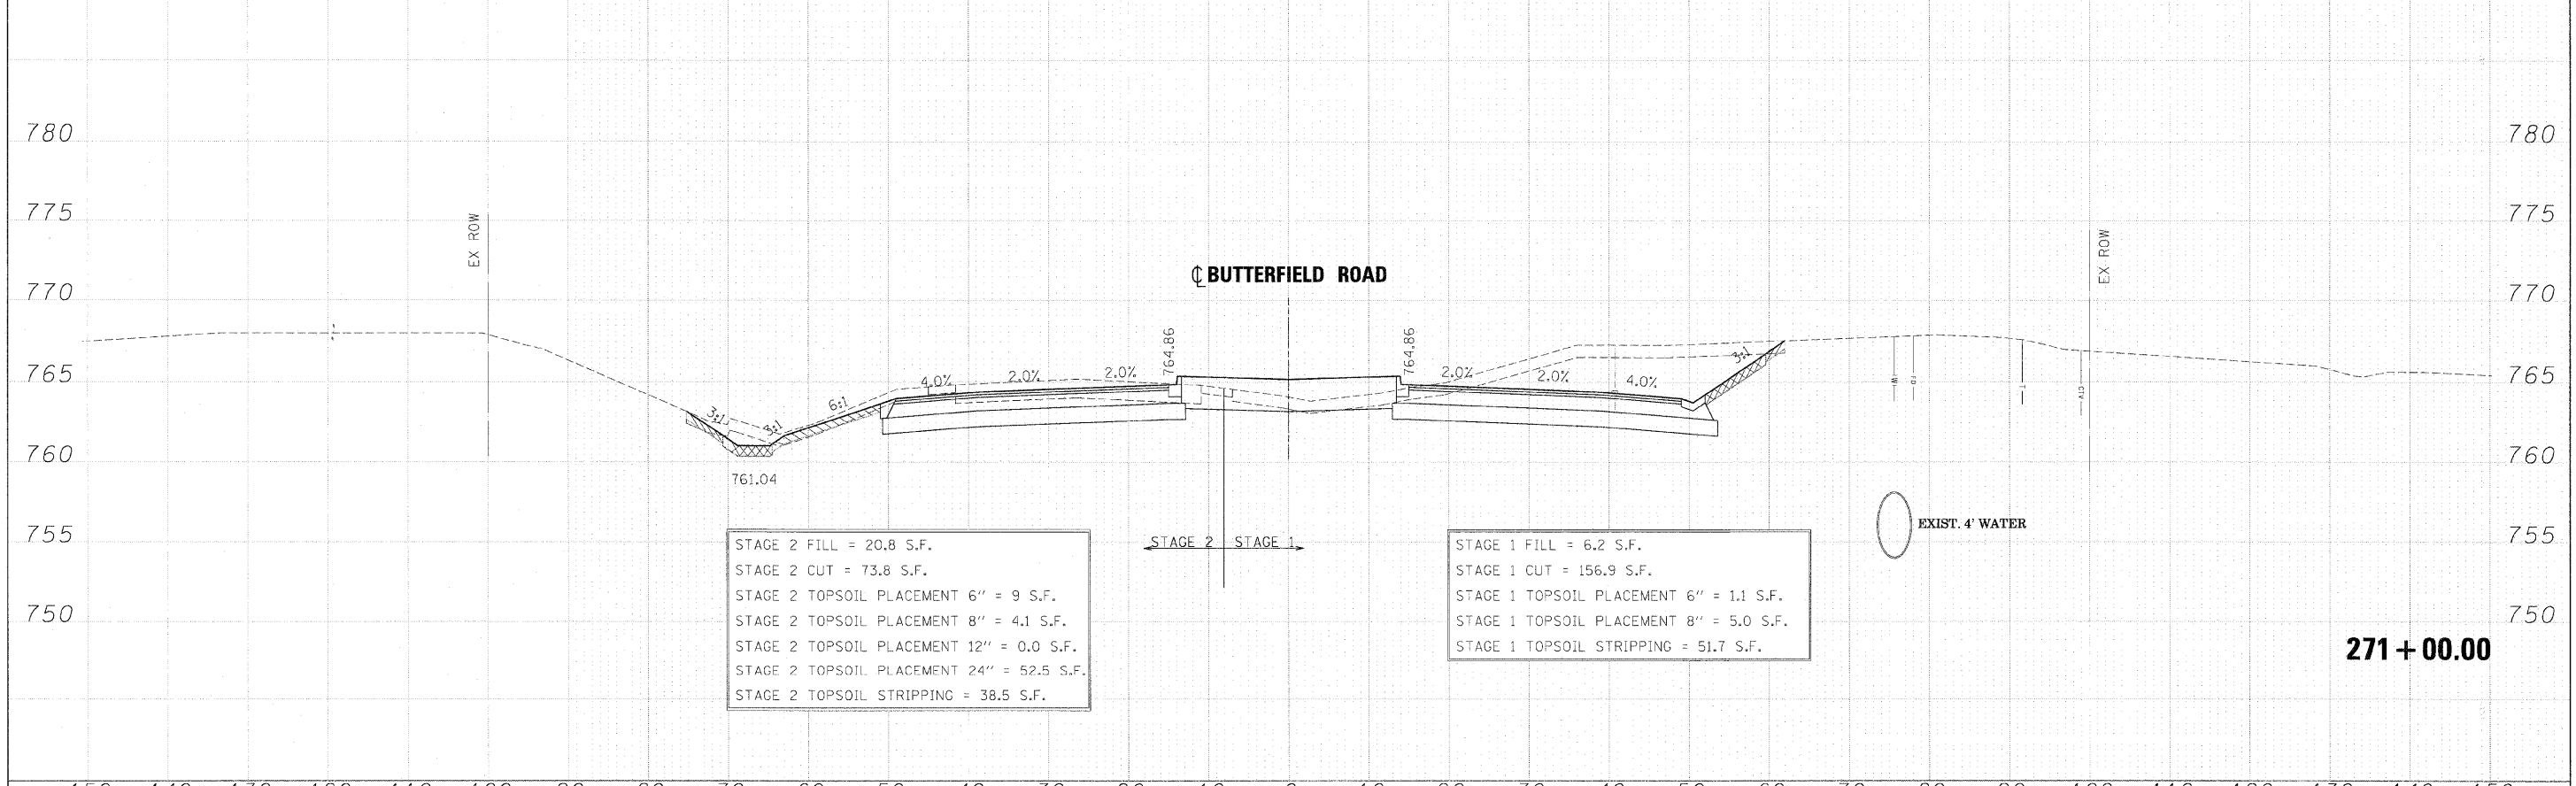 780 780
775 775
EX ROW
EX ROW
℄ BUTTERFIELD ROAD
770 770
764.86
764.86
765 765
4.0% 2.0% 2.0%
2.0% 2.0% 4.0%
3:1 3:1 6:1
3:1
W
FO
T
CTV
760 760
761.04
755 755
EXIST. 4' WATER
STAGE 2 STAGE 1
STAGE 2 FILL = 20.8 S.F.
STAGE 2 CUT = 73.8 S.F.
STAGE 2 TOPSOIL PLACEMENT 6" = 9 S.F.
STAGE 2 TOPSOIL PLACEMENT 8" = 4.1 S.F.
STAGE 2 TOPSOIL PLACEMENT 12" = 0.0 S.F.
STAGE 2 TOPSOIL PLACEMENT 24" = 52.5 S.F.
STAGE 2 TOPSOIL STRIPPING = 38.5 S.F.
STAGE 1 FILL = 6.2 S.F.
STAGE 1 CUT = 156.9 S.F.
STAGE 1 TOPSOIL PLACEMENT 6" = 1.1 S.F.
STAGE 1 TOPSOIL PLACEMENT 8" = 5.0 S.F.
STAGE 1 TOPSOIL STRIPPING = 51.7 S.F.
750 750
271+00.00